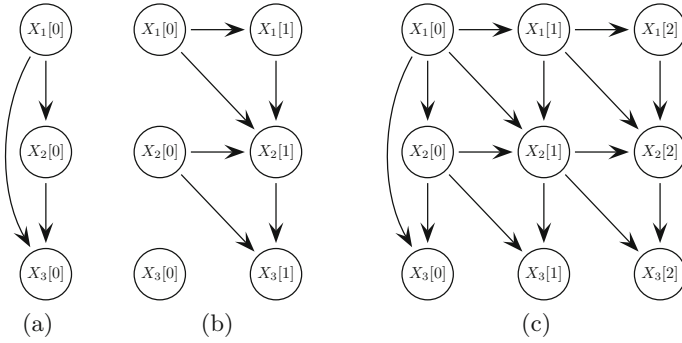 X₁[0] X₁[0] X₁[1] X₁[0] X₁[1] X₁[2]
X₂[0] X₂[0] X₂[1] X₂[0] X₂[1] X₂[2]
X₃[0] X₃[0] X₃[1] X₃[0] X₃[1] X₃[2]
(a) (b) (c)